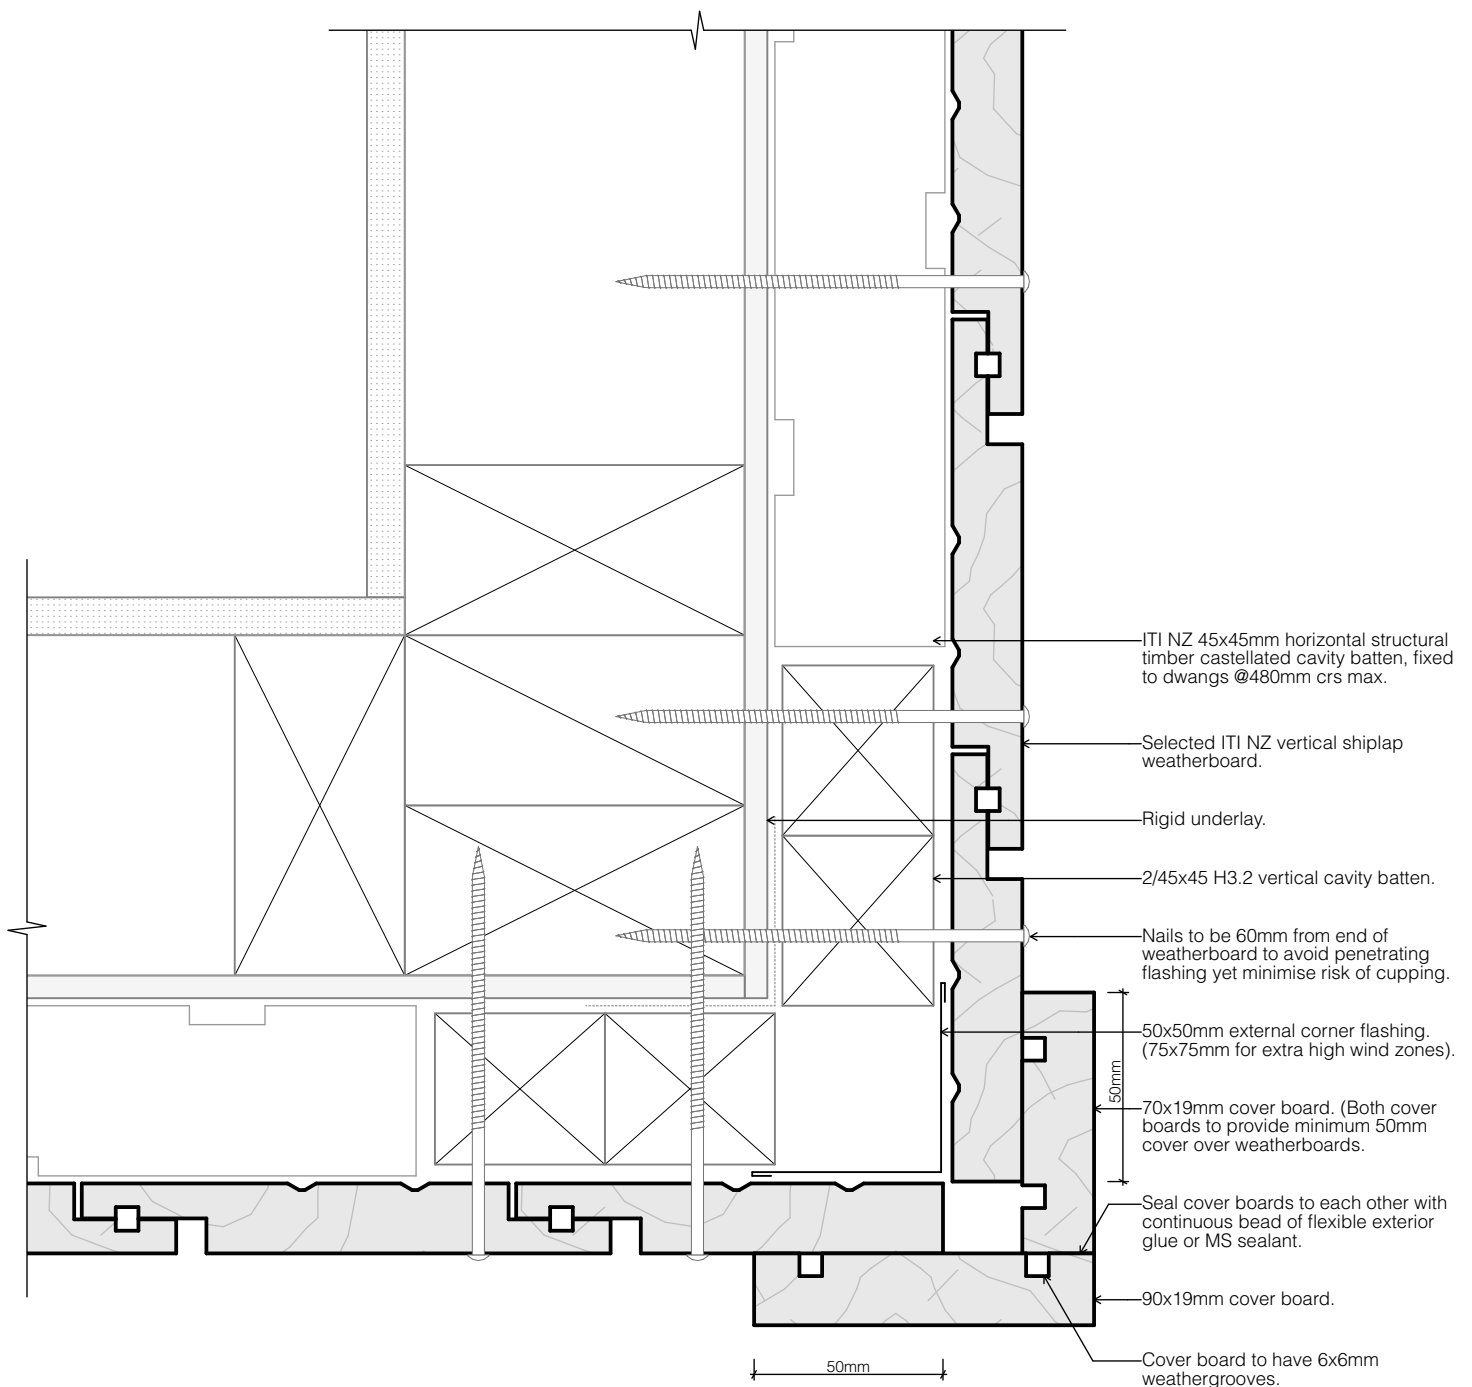 ITI NZ 45x45mm horizontal structural
timber castellated cavity batten, fixed
to dwangs @480mm crs max.
Selected ITI NZ vertical shiplap
weatherboard.
Rigid underlay.
2/45x45 H3.2 vertical cavity batten.
Nails to be 60mm from end of
weatherboard to avoid penetrating
flashing yet minimise risk of cupping.
50x50mm external corner flashing.
(75x75mm for extra high wind zones).
50mm
70x19mm cover board. (Both cover
boards to provide minimum 50mm
cover over weatherboards.
Seal cover boards to each other with
continuous bead of flexible exterior
glue or MS sealant.
90x19mm cover board.
Cover board to have 6x6mm
weathergrooves.
50mm